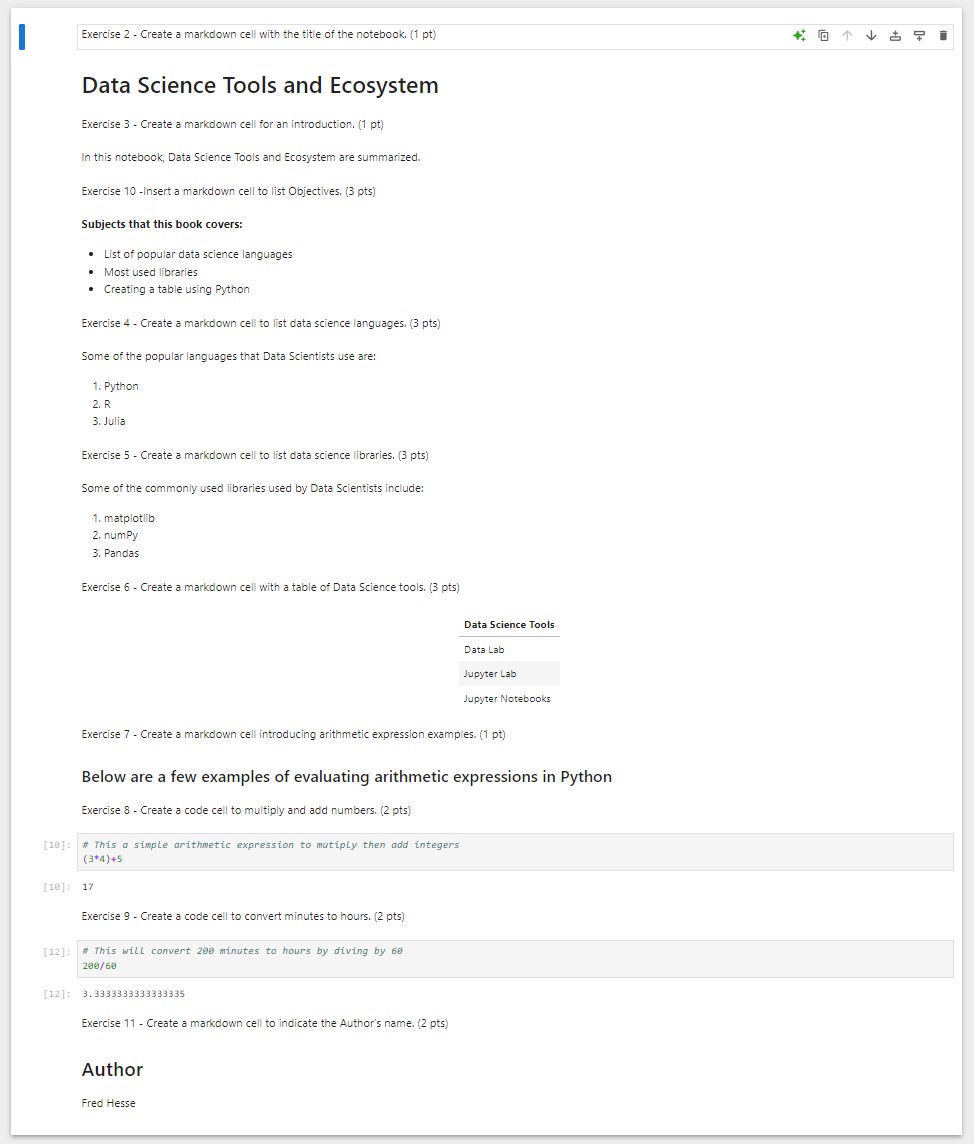 Exercise 2 - Create a markdown cell with the title of the notebook. (1 pt)
Data Science Tools and Ecosystem
Exercise 3 - Create a markdown cell for an introduction. (1 pt)
In this notebook, Data Science Tools and Ecosystem are summarized.
Exercise 10 -Insert a markdown cell to list Objectives. (3 pts)
Subjects that this book covers:
• List of popular data science languages
• Most used libraries
• Creating a table using Python
Exercise 4 - Create a markdown cell to list data science languages. (3 pts)
Some of the popular languages that Data Scientists use are:
1. Python
2. R
3. Julia
Exercise 5 - Create a markdown cell to list data science libraries. (3 pts)
Some of the commonly used libraries used by Data Scientists include:
1. matplotlib
2. numPy
3. Pandas
Exercise 6 - Create a markdown cell with a table of Data Science tools. (3 pts)
Data Science Tools
Data Lab
Jupyter Lab
Jupyter Notebooks
Exercise 7 - Create a markdown cell introducing arithmetic expression examples. (1 pt)
Below are a few examples of evaluating arithmetic expressions in Python
Exercise 8 - Create a code cell to multiply and add numbers. (2 pts)
[10]: # This a simple arithmetic expression to mutiply then add integers
(3*4)+5
[10]: 17
Exercise 9 - Create a code cell to convert minutes to hours. (2 pts)
[12]: # This will convert 200 minutes to hours by diving by 60
200/60
[12]: 3.3333333333333335
Exercise 11 - Create a markdown cell to indicate the Author's name. (2 pts)
Author
Fred Hesse